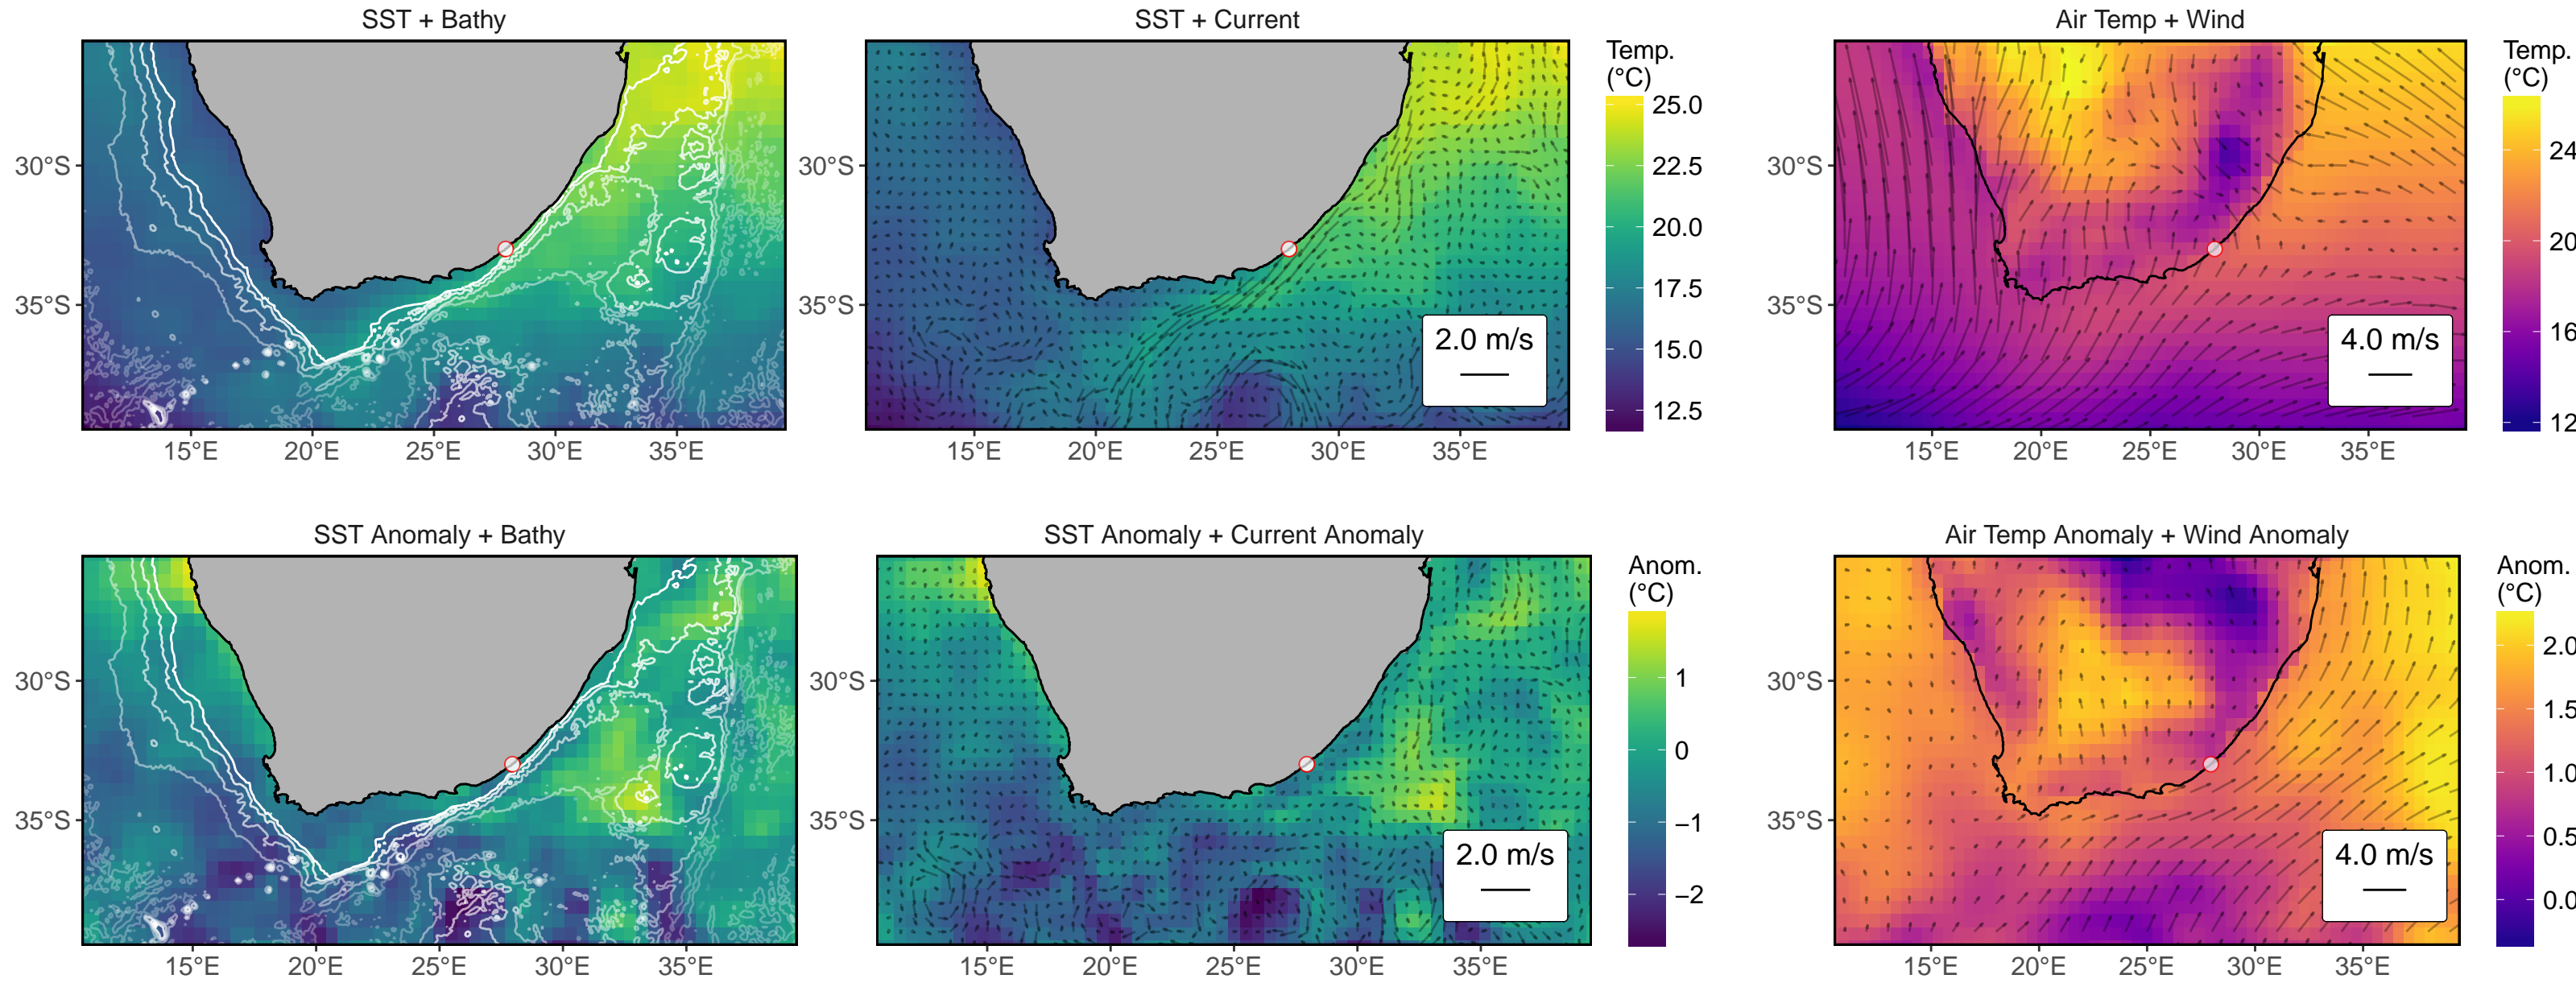 SST + Bathy
SST + Current
Air Temp + Wind
30°S
35°S
15°E 20°E 25°E 30°E 35°E
30°S
35°S
15°E 20°E 25°E 30°E 35°E
2.0 m/s
Temp.
(°C)
25.0
22.5
20.0
17.5
15.0
12.5
30°S
35°S
15°E 20°E 25°E 30°E 35°E
4.0 m/s
Temp.
(°C)
24
20
16
12
SST Anomaly + Bathy
SST Anomaly + Current Anomaly
Air Temp Anomaly + Wind Anomaly
30°S
35°S
15°E 20°E 25°E 30°E 35°E
30°S
35°S
15°E 20°E 25°E 30°E 35°E
2.0 m/s
Anom.
(°C)
1
0
−1
−2
30°S
35°S
15°E 20°E 25°E 30°E 35°E
4.0 m/s
Anom.
(°C)
2.0
1.5
1.0
0.5
0.0